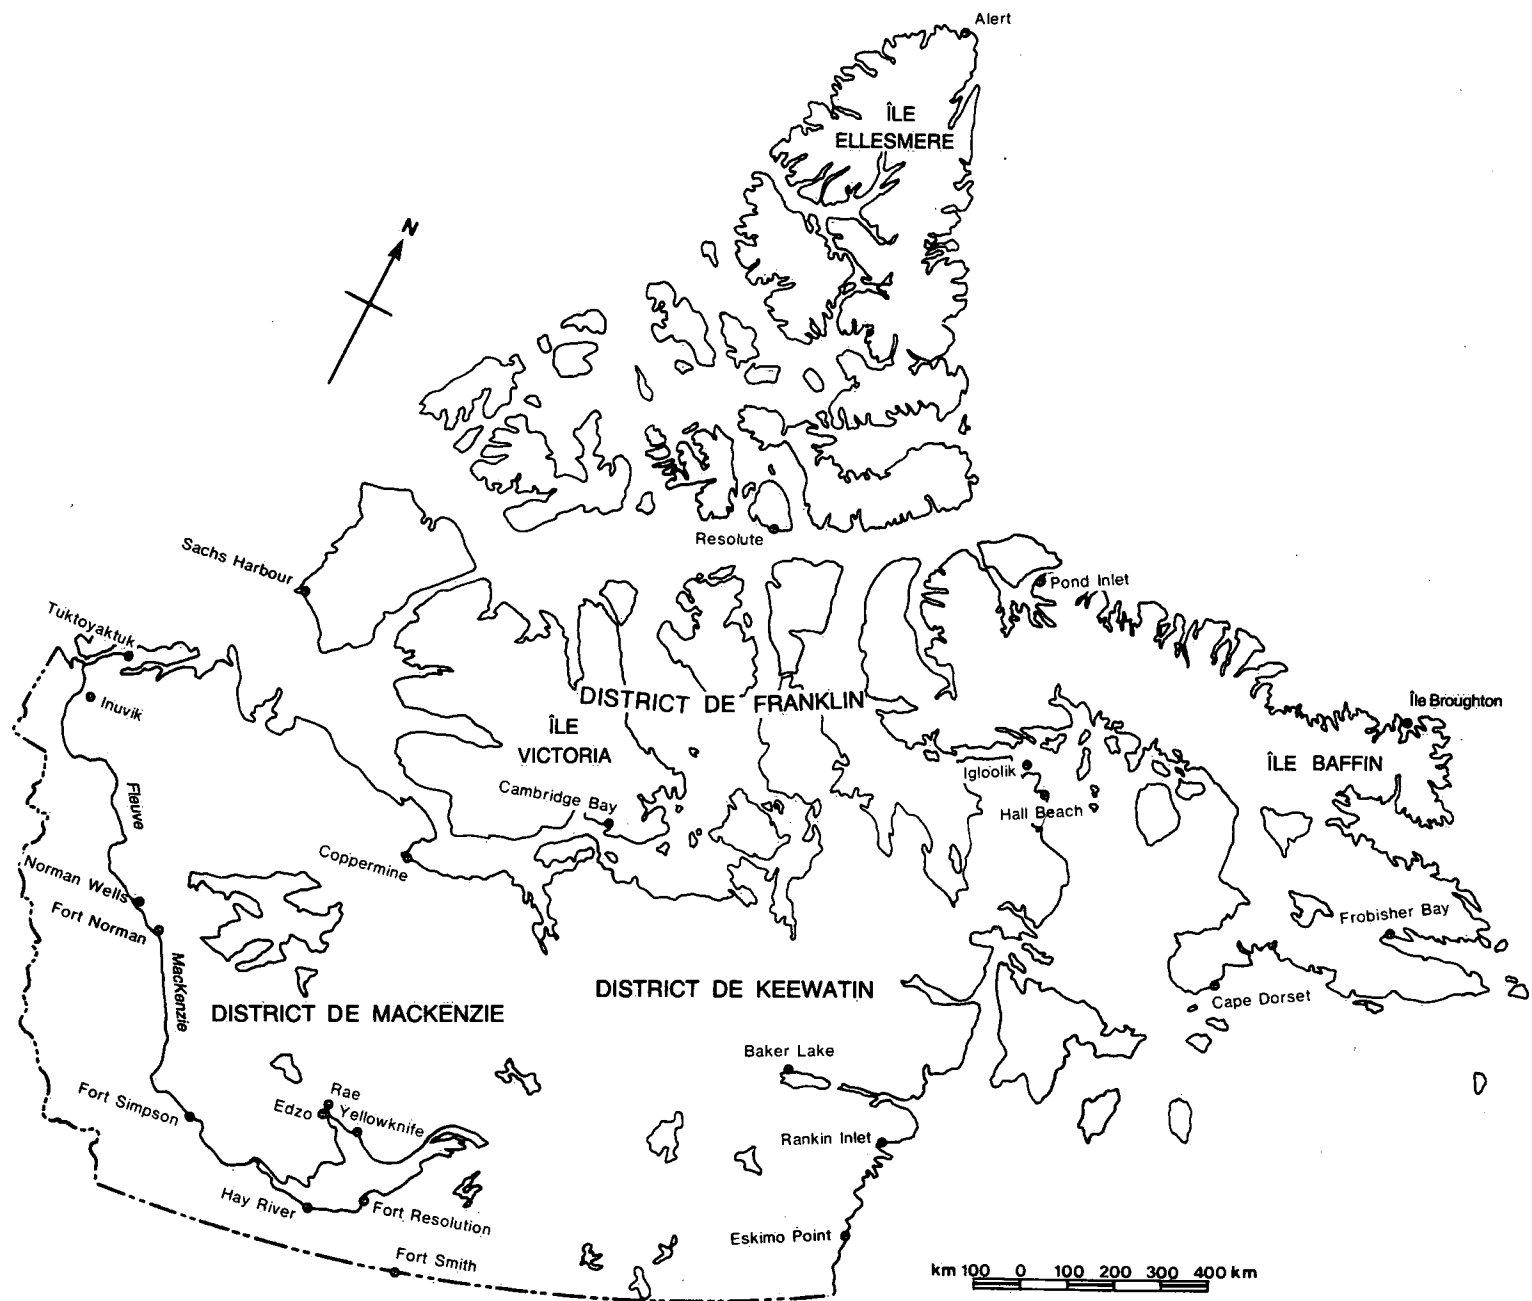 Alert
ÎLE
ELLESMERE
N
Resolute
Sachs Harbour
Pond Inlet
Tuktoyaktuk
Inuvik
DISTRICT DE FRANKLIN
Île Broughton
ÎLE
VICTORIA
ÎLE BAFFIN
Igloolik
Fleuve
Cambridge Bay
Hall Beach
Coppermine
Norman Wells
Fort Norman
Frobisher Bay
MacKenzie
DISTRICT DE KEEWATIN
DISTRICT DE MACKENZIE
Cape Dorset
Baker Lake
Rae
Edzo
Yellowknife
Fort Simpson
Rankin Inlet
Hay River
Fort Resolution
Eskimo Point
Fort Smith
km 100 0 100 200 300 400 km